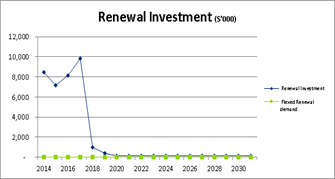 Renewal Investment ($'000)
12,000
10,000
8,000
6,000
4,000
2,000
-
2014 2016 2018 2020 2022 2024 2026 2028 2030
Renewal Investment
Flexed Renewal
demand